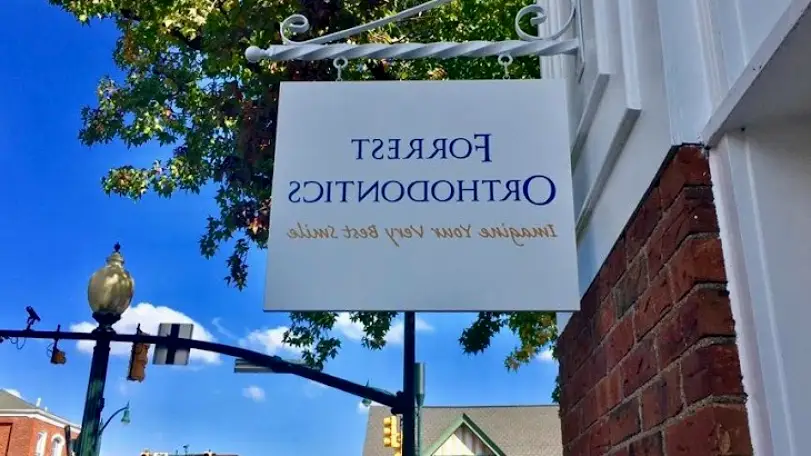 FORREST
ORTHODONTICS
Imagine Your Very Best Smile